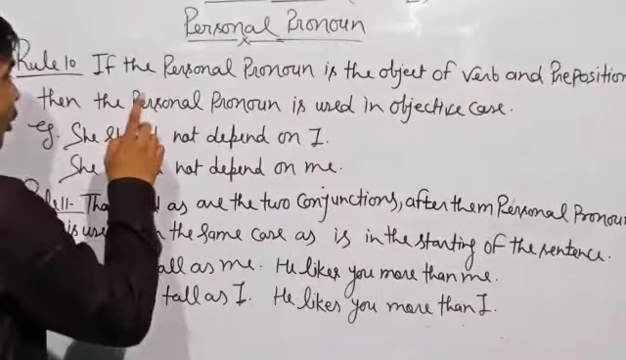 Personal Pronoun
Rule 10 If the Personal Pronoun is the object of verb and Preposition
then the Personal Pronoun is used in objective case.
eg. She not depend on I.
She not depend on me.
Rule 11- as are the two conjunctions, after them Personal Pronoun
is used the same case as is in the starting of the sentence.
tall as me. He likes you more than me.
tall as I. He likes you more than I.